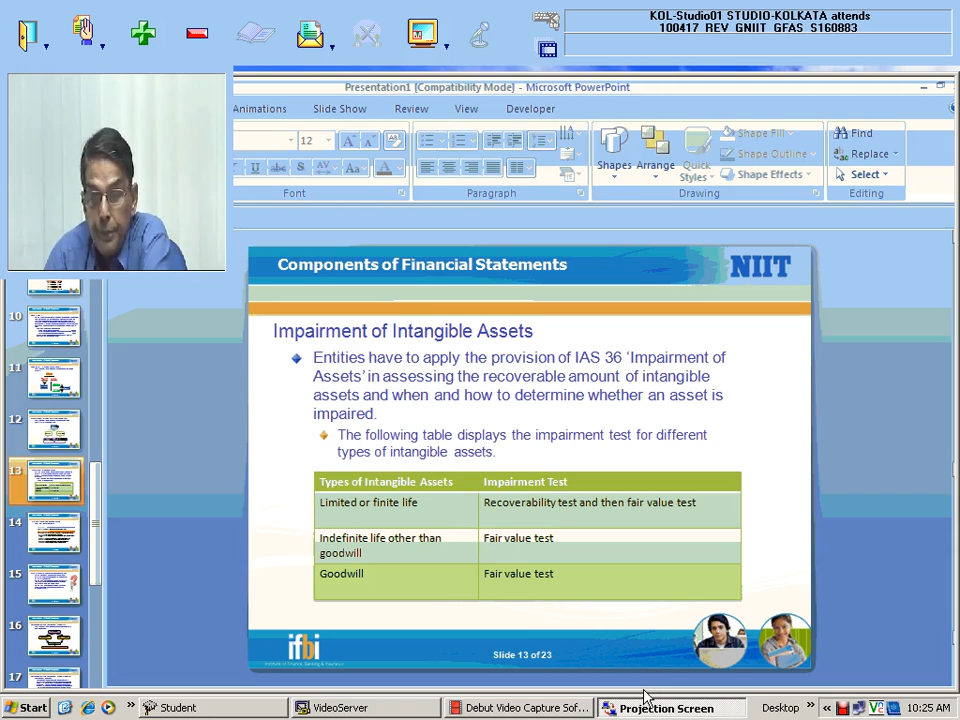 KOL-Studio01 STUDIO-KOLKATA attends
100417_REV_GNIIT_GFAS_S160883
Presentation1 [Compatibility Mode] - Microsoft PowerPoint
Animations Slide Show Review View Developer
12
Shapes Arrange Quick Styles
Shape Fill
Shape Outline
Shape Effects
Find
Replace
Select
Font Paragraph Drawing Editing
Components of Financial Statements NIIT
Impairment of Intangible Assets
Entities have to apply the provision of IAS 36 ‘Impairment of
Assets’ in assessing the recoverable amount of intangible
assets and when and how to determine whether an asset is
impaired.
The following table displays the impairment test for different
types of intangible assets.
Types of Intangible Assets Impairment Test
Limited or finite life Recoverability test and then fair value test
Indefinite life other than Fair value test
goodwill
Goodwill Fair value test
ifbi
Institute of Finance, Banking & Insurance
Slide 13 of 23
10
11
12
13
14
15
16
17
Start Student VideoServer Debut Video Capture Sof... Projection Screen Desktop 10:25 AM